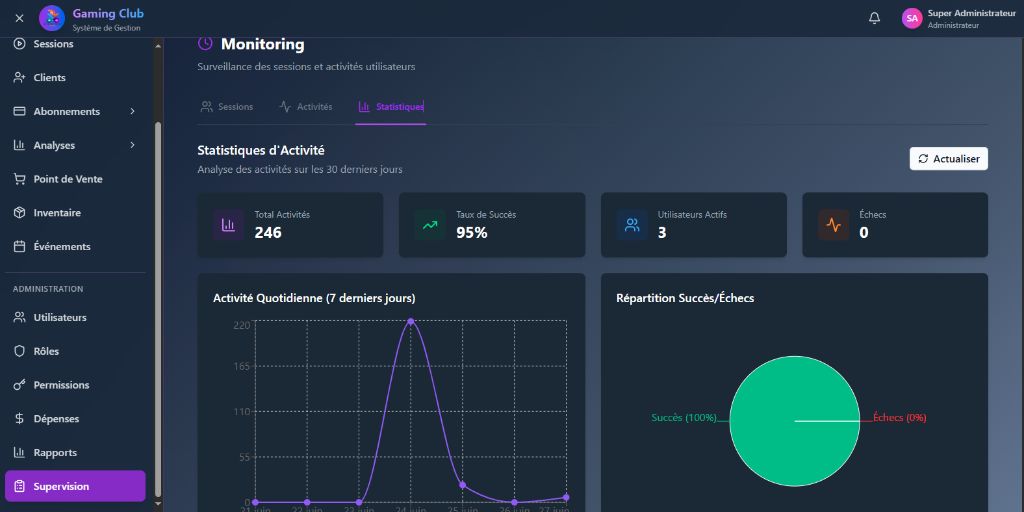 Gaming Club
Système de Gestion
Super Administrateur
SA
Administrateur
Sessions
Clients
Abonnements
Analyses
Point de Vente
Inventaire
Événements
ADMINISTRATION
Utilisateurs
Rôles
Permissions
Dépenses
Rapports
Supervision
Monitoring
Surveillance des sessions et activités utilisateurs
Sessions Activités Statistiques
Statistiques d'Activité
Analyse des activités sur les 30 derniers jours
Actualiser
Total Activités
246
Taux de Succès
95%
Utilisateurs Actifs
3
Échecs
0
Activité Quotidienne (7 derniers jours)
220
165
110
55
0
21 juin 22 juin 23 juin 24 juin 25 juin 26 juin 27 juin
Répartition Succès/Échecs
Succès (100%)
Échecs (0%)